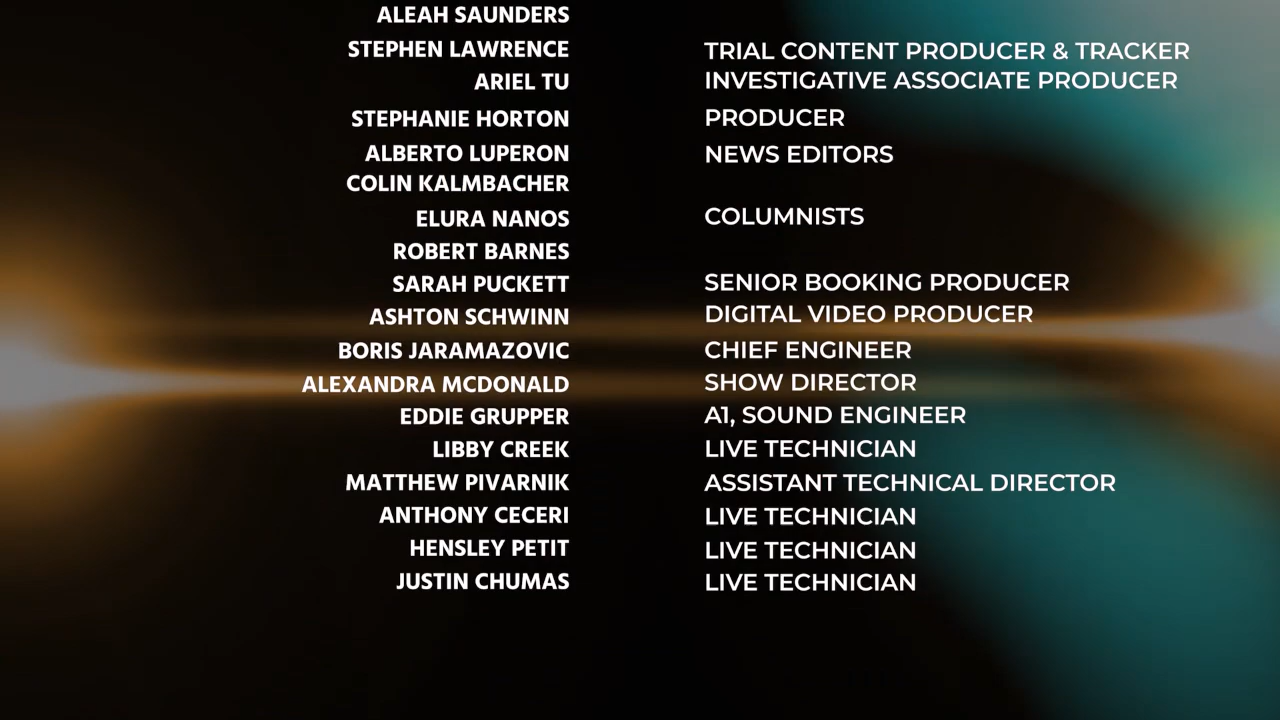 ALEAH SAUNDERS
STEPHEN LAWRENCE TRIAL CONTENT PRODUCER & TRACKER
ARIEL TU INVESTIGATIVE ASSOCIATE PRODUCER
STEPHANIE HORTON PRODUCER
ALBERTO LUPERON NEWS EDITORS
COLIN KALMBACHER
ELURA NANOS COLUMNISTS
ROBERT BARNES
SARAH PUCKETT SENIOR BOOKING PRODUCER
ASHTON SCHWINN DIGITAL VIDEO PRODUCER
BORIS JARAMAZOVIC CHIEF ENGINEER
ALEXANDRA MCDONALD SHOW DIRECTOR
EDDIE GRUPPER A1, SOUND ENGINEER
LIBBY CREEK LIVE TECHNICIAN
MATTHEW PIVARNIK ASSISTANT TECHNICAL DIRECTOR
ANTHONY CECERI LIVE TECHNICIAN
HENSLEY PETIT LIVE TECHNICIAN
JUSTIN CHUMAS LIVE TECHNICIAN